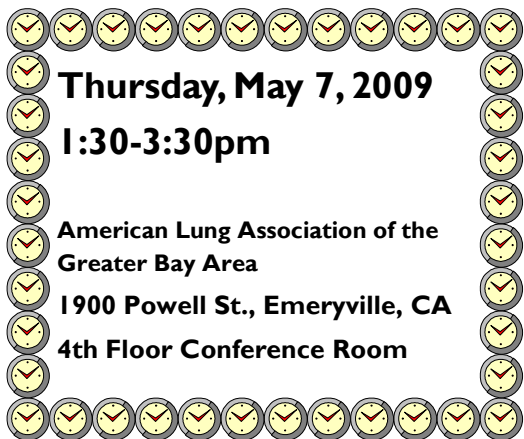 Thursday, May 7, 2009
1:30-3:30pm
American Lung Association of the
Greater Bay Area
1900 Powell St., Emeryville, CA
4th Floor Conference Room